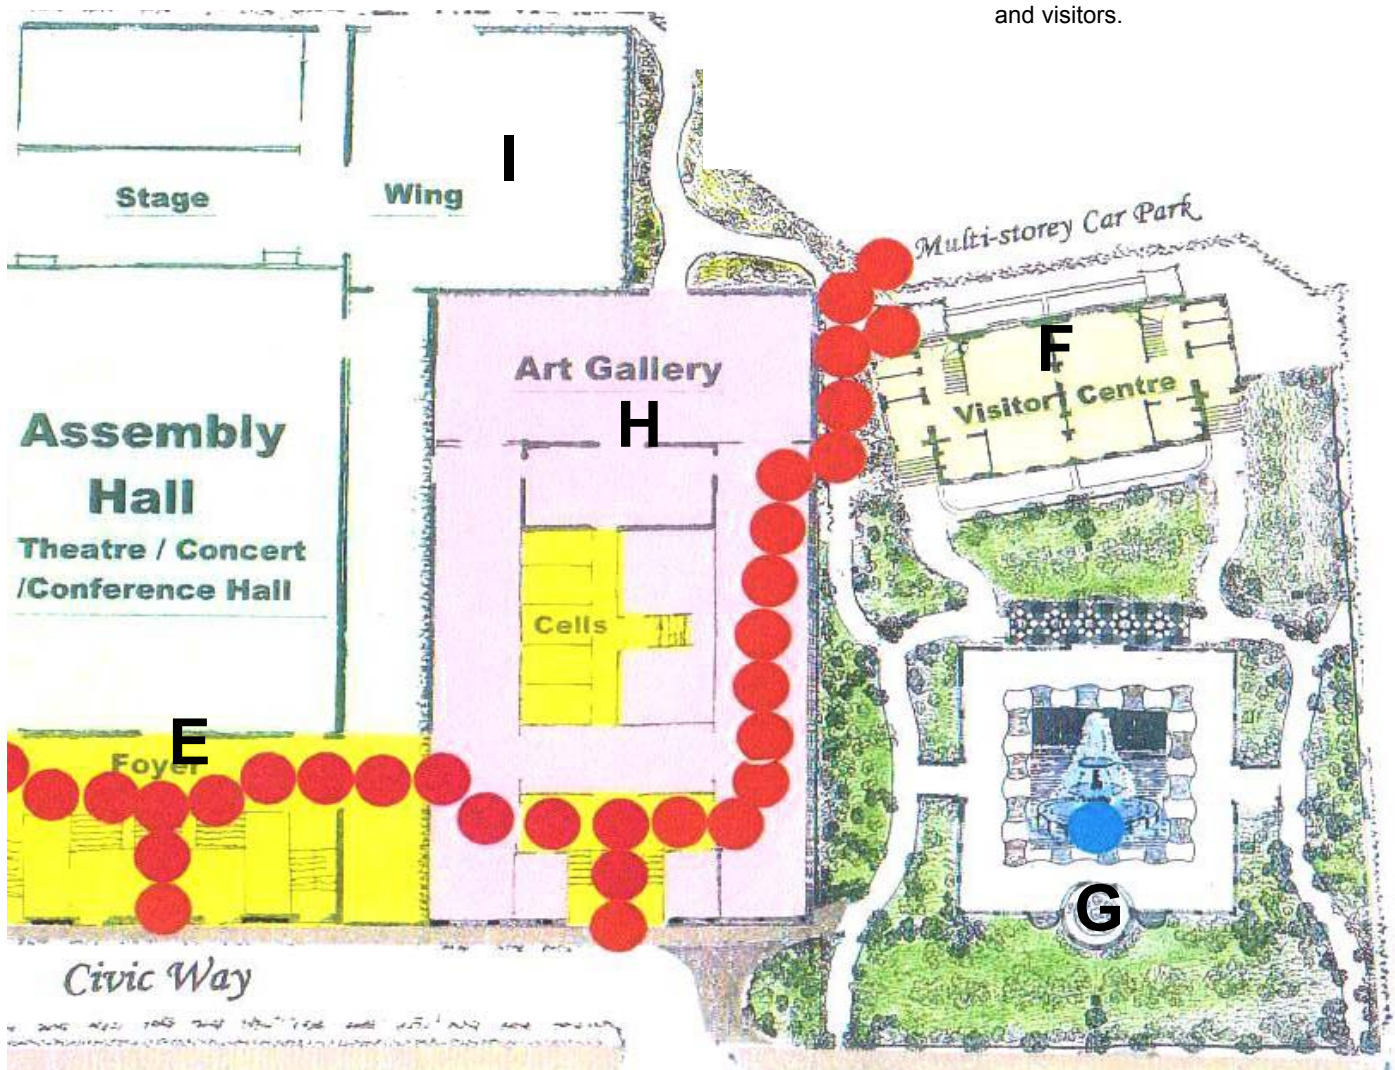 and visitors.
I
Stage
Wing
Multi-storey Car Park
F
Visitor Centre
Art Gallery
H
Assembly
Hall
Theatre / Concert
/Conference Hall
Cells
E
Foyer
G
Civic Way